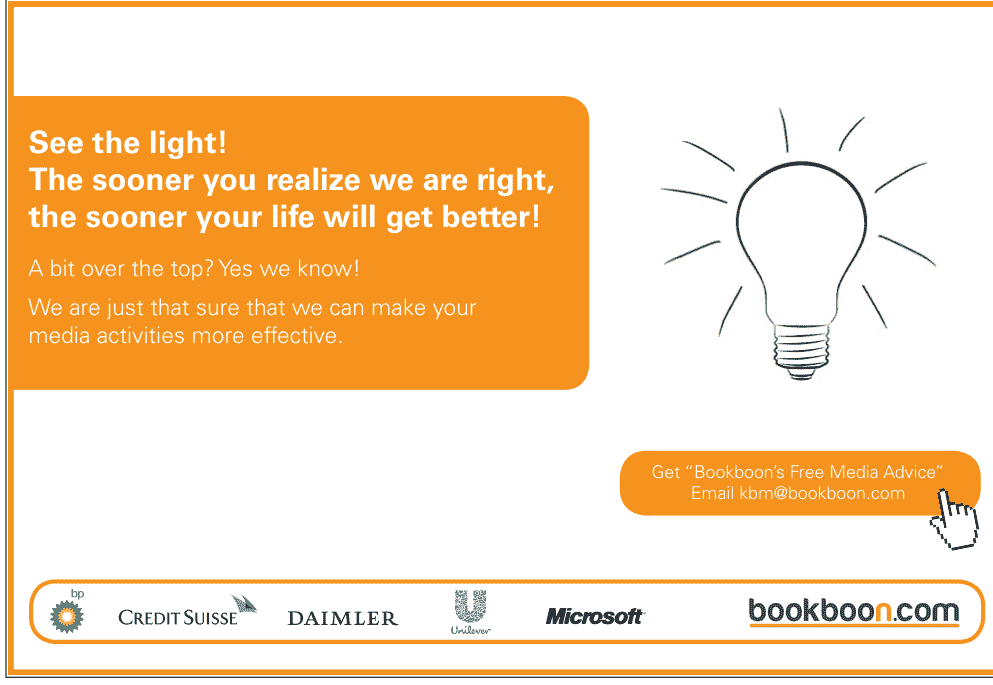 See the light!
The sooner you realize we are right,
the sooner your life will get better!
A bit over the top? Yes we know!
We are just that sure that we can make your
media activities more effective.
Get “Bookboon’s Free Media Advice”
Email kbm@bookboon.com
bp
CREDIT SUISSE
DAIMLER
Unilever
Microsoft
bookboon.com